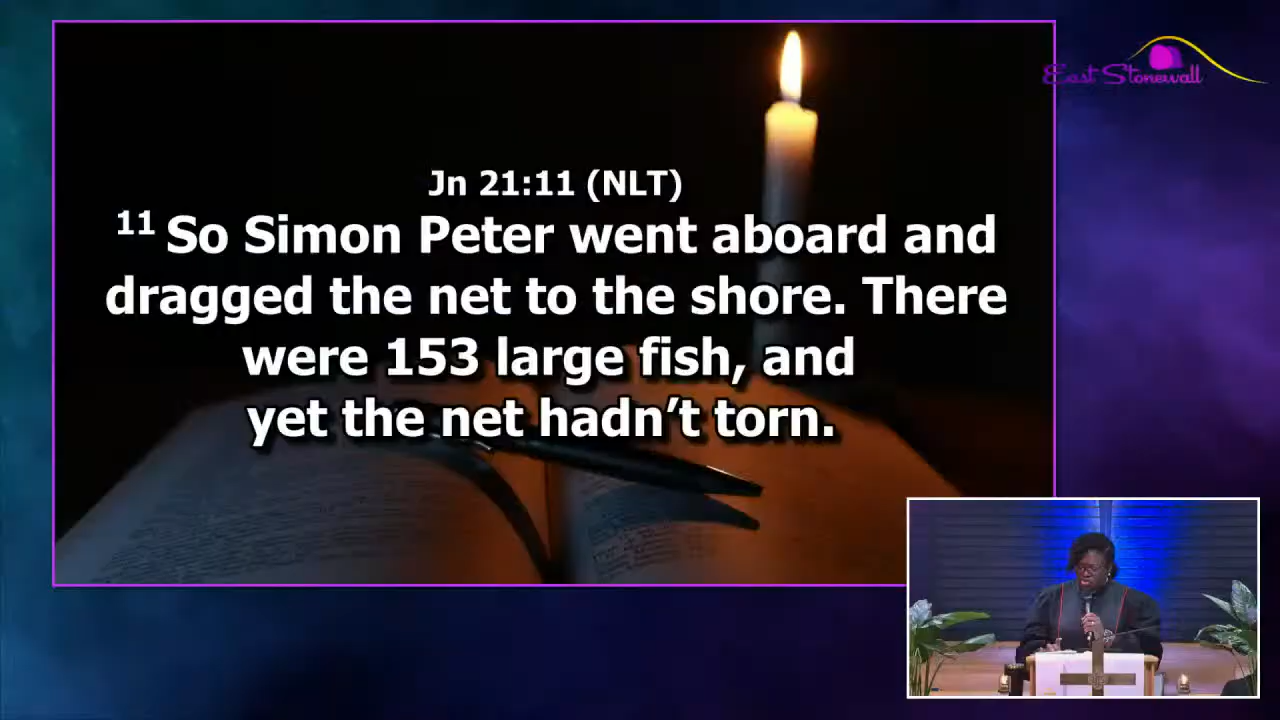 East Stonewall
Jn 21:11 (NLT)
11 So Simon Peter went aboard and
dragged the net to the shore. There
were 153 large fish, and
yet the net hadn’t torn.